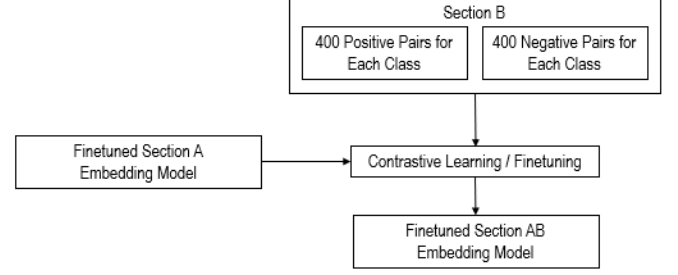 Section B
400 Positive Pairs for
Each Class
400 Negative Pairs for
Each Class
Finetuned Section A
Embedding Model
Contrastive Learning / Finetuning
Finetuned Section AB
Embedding Model